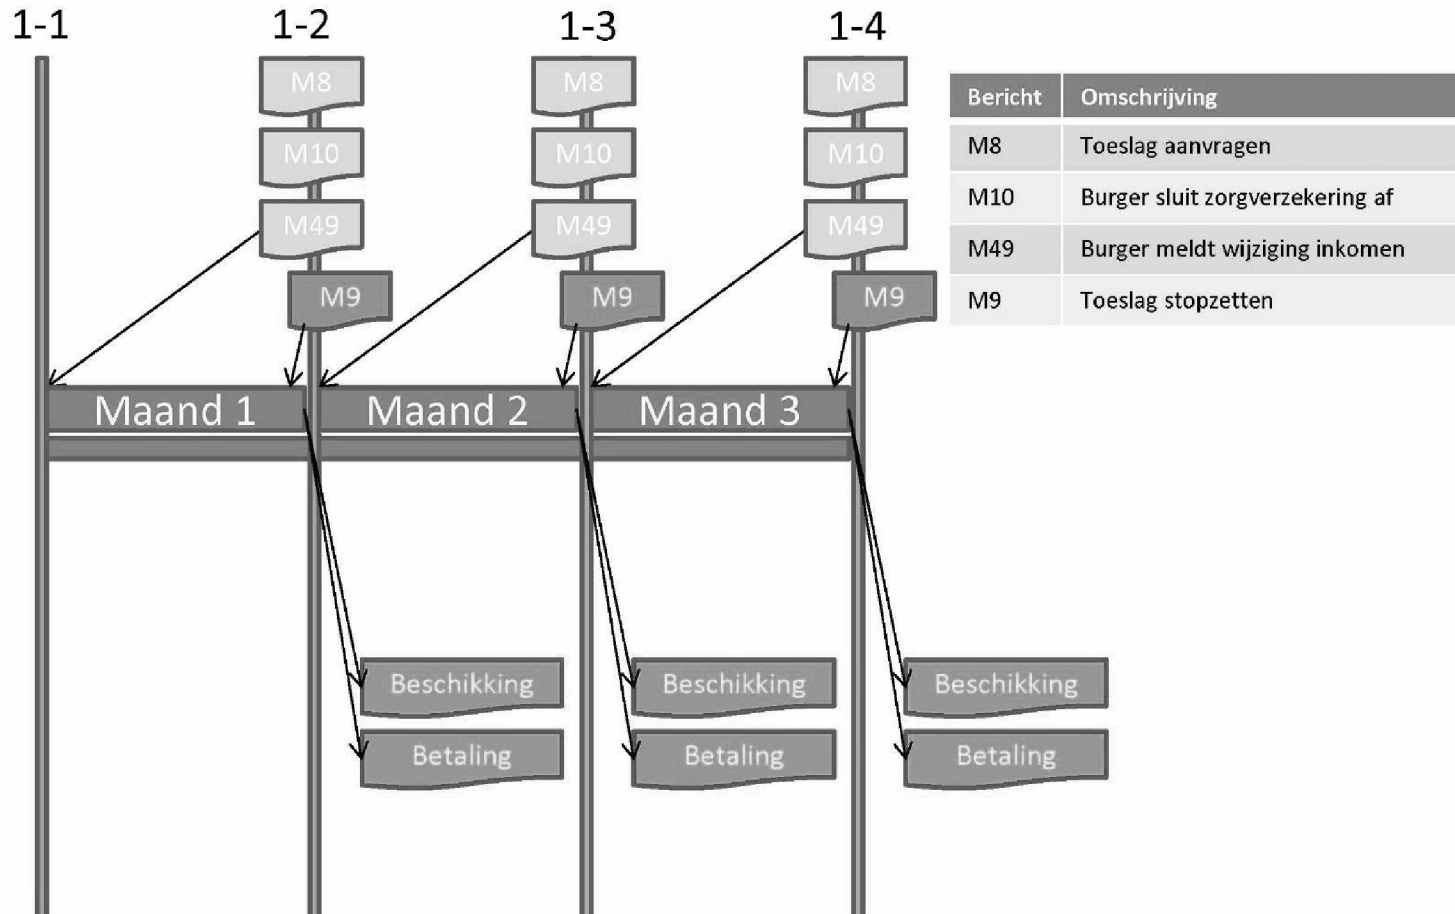 1-1 1-2 1-3 1-4
M8 M8 M8
M10 M10 M10
M49 M49 M49
M9 M9 M9
Bericht Omschrijving
M8 Toeslag aanvragen
M10 Burger sluit zorgverzekering af
M49 Burger meldt wijziging inkomen
M9 Toeslag stopzetten
Maand 1 Maand 2 Maand 3
Beschikking Beschikking Beschikking
Betaling Betaling Betaling